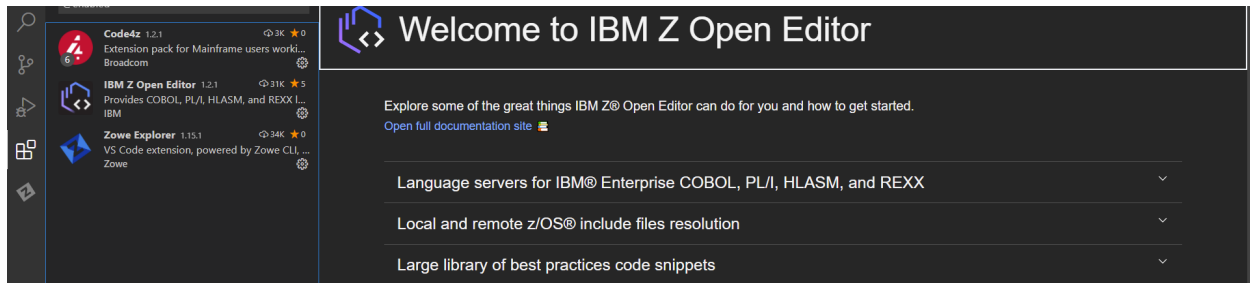 Code4z 1.2.1 3K ★0
Extension pack for Mainframe users worki...
Broadcom
6
IBM Z Open Editor 1.2.1 31K ★5
Provides COBOL, PL/I, HLASM, and REXX l...
IBM
Zowe Explorer 1.15.1 34K ★0
VS Code extension, powered by Zowe CLI, ...
Zowe
Welcome to IBM Z Open Editor
Explore some of the great things IBM Z® Open Editor can do for you and how to get started.
Open full documentation site
Language servers for IBM® Enterprise COBOL, PL/I, HLASM, and REXX
Local and remote z/OS® include files resolution
Large library of best practices code snippets